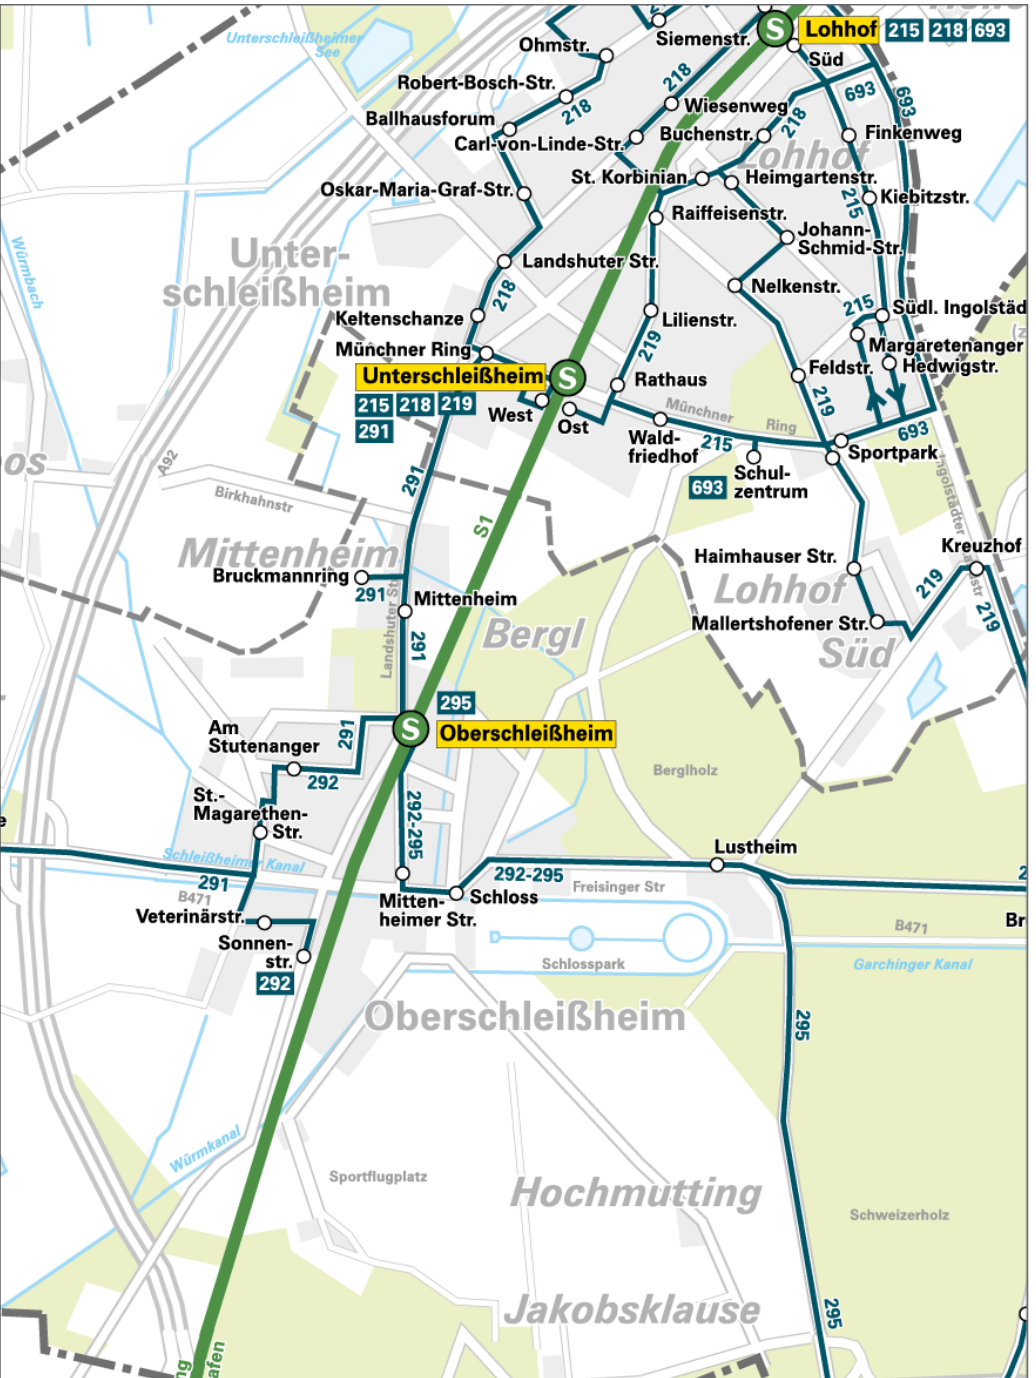 Unterschleißheimer
See
Ohmstr.
Siemenstr.
S
Lohhof
215
218
693
Süd
Robert-Bosch-Str.
218
218
693
693
Ballhausforum
Wiesenweg
Carl-von-Linde-Str.
Buchenstr.
218
Finkenweg
Lohhof
St. Korbinian
Heimgartenstr.
Oskar-Maria-Graf-Str.
215
Kiebitzstr.
Raiffeisenstr.
Johann-
Schmid-Str.
Würmbach
Unter-
schleißheim
Landshuter Str.
218
Nelkenstr.
Keltenschanze
Lilienstr.
215
Südl. Ingolstäd
Münchner Ring
219
Margaretenanger
Unterschleißheim
S
Feldstr.
Hedwigstr.
Rathaus
215
218
219
291
West
Ost
Münchner
Ring
219
Wald-
friedhof
215
Sportpark
693
Schul-
zentrum
693
A92
291
Birkhahnstr
Ingolstädter Landstr
S1
Mittenheim
Haimhauser Str.
Kreuzhof
Bruckmannring
291
Lohhof
219
219
Mittenheim
Landshuter Str
Mallertshofener Str.
Bergl
Süd
291
295
S
Oberschleißheim
Am
Stutenanger
291
292
Berglholz
St.-
Magarethen-
Str.
292-295
Lustheim
Schleißheimer Kanal
291
292-295
Freisinger Str
B471
Mitten-
heimer Str.
Schloss
Veterinärstr.
Br
B471
Sonnen-
str.
292
Schlosspark
Garchinger Kanal
Oberschleißheim
295
Würmkanal
Sportflugplatz
Hochmutting
Schweizerholz
Jakobsklause
295
ng
afen